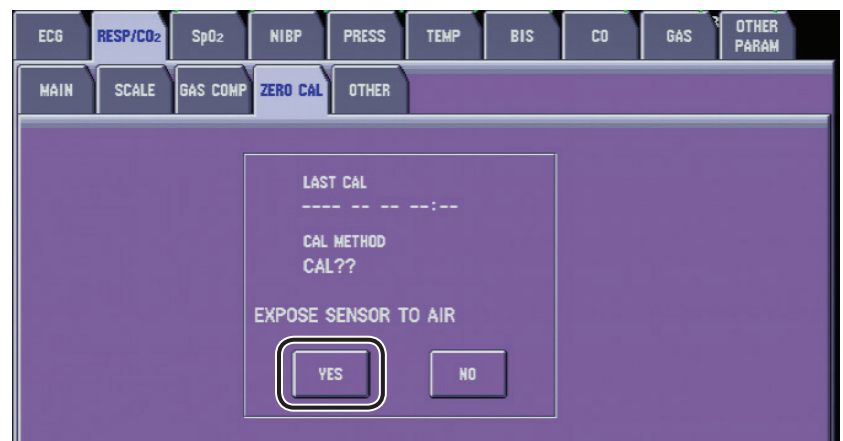 ECG RESP/CO₂ SpO₂ NIBP PRESS TEMP BIS CO GAS OTHER
PARAM
MAIN SCALE GAS COMP ZERO CAL OTHER
LAST CAL
---- -- -- --:--
CAL METHOD
CAL??
EXPOSE SENSOR TO AIR
YES NO